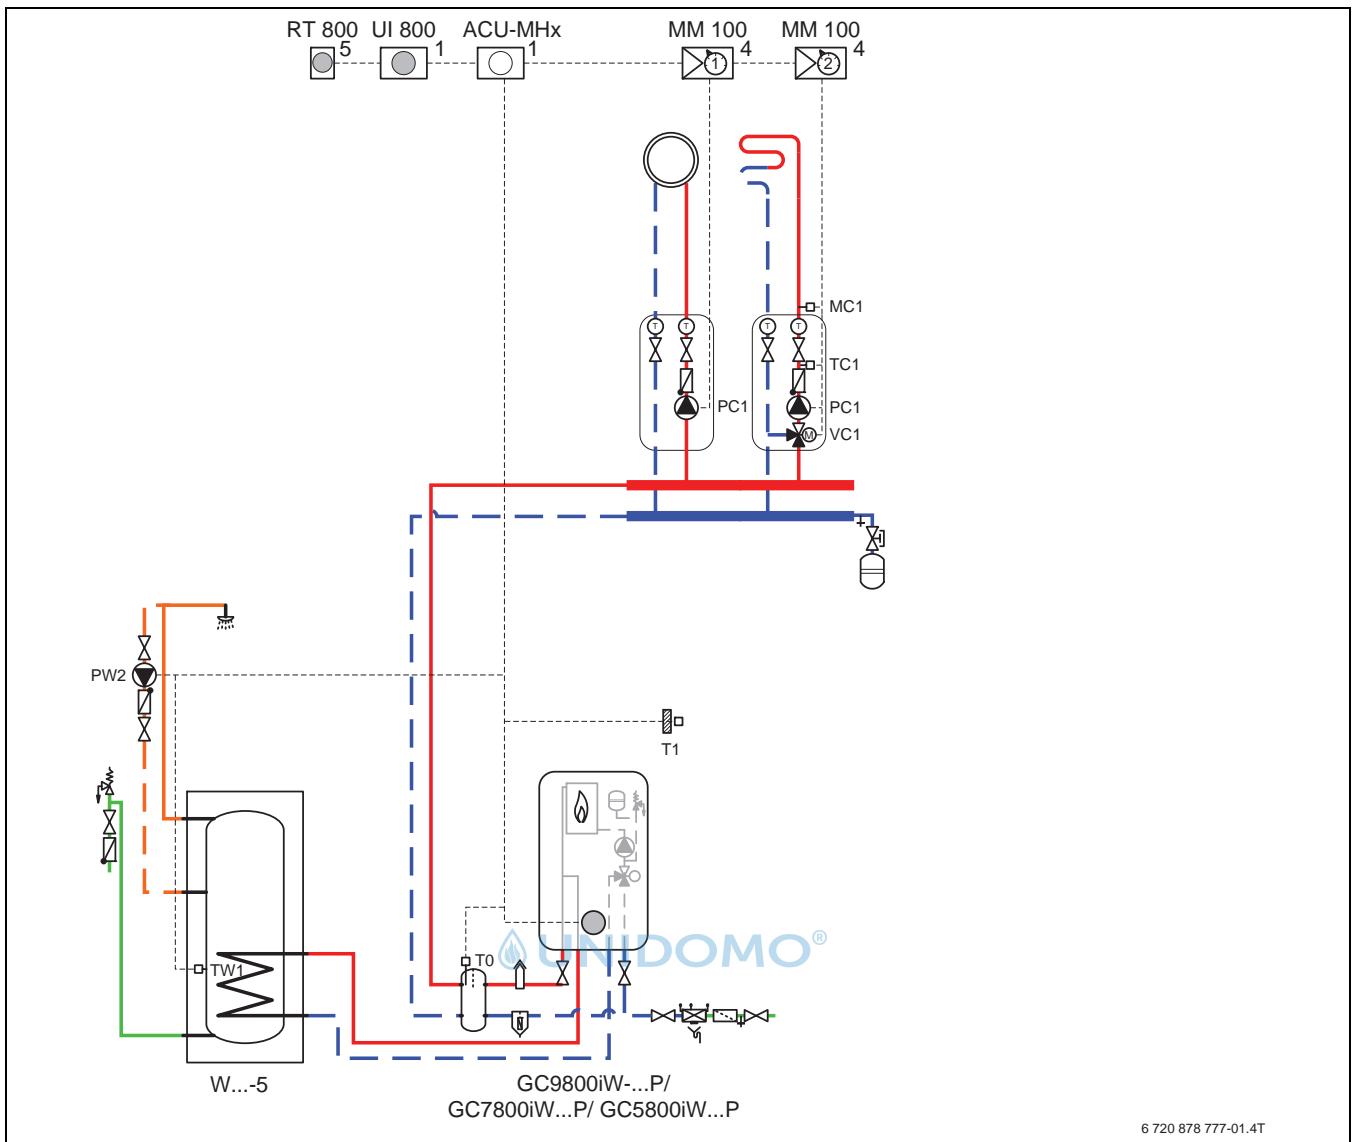 RT 800 UI 800 ACU-MHx MM 100 MM 100
5 1 1 4 4
1 2
MC1
T T T T
TC1
PC1 PC1
M VC1
PW2
T1
UNIDOMO®
T0
TW1
W...-5
GC9800iW-...P/
GC7800iW...P/ GC5800iW...P
6 720 878 777-01.4T